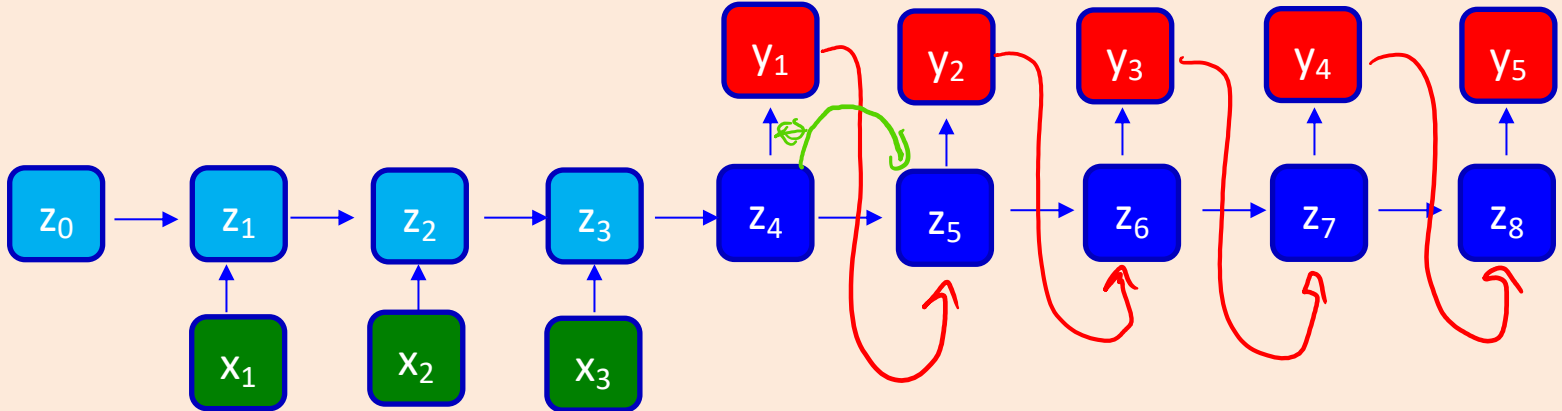 y₁ y₂ y₃ y₄ y₅
z₀ z₁ z₂ z₃ z₄ z₅ z₆ z₇ z₈
x₁ x₂ x₃